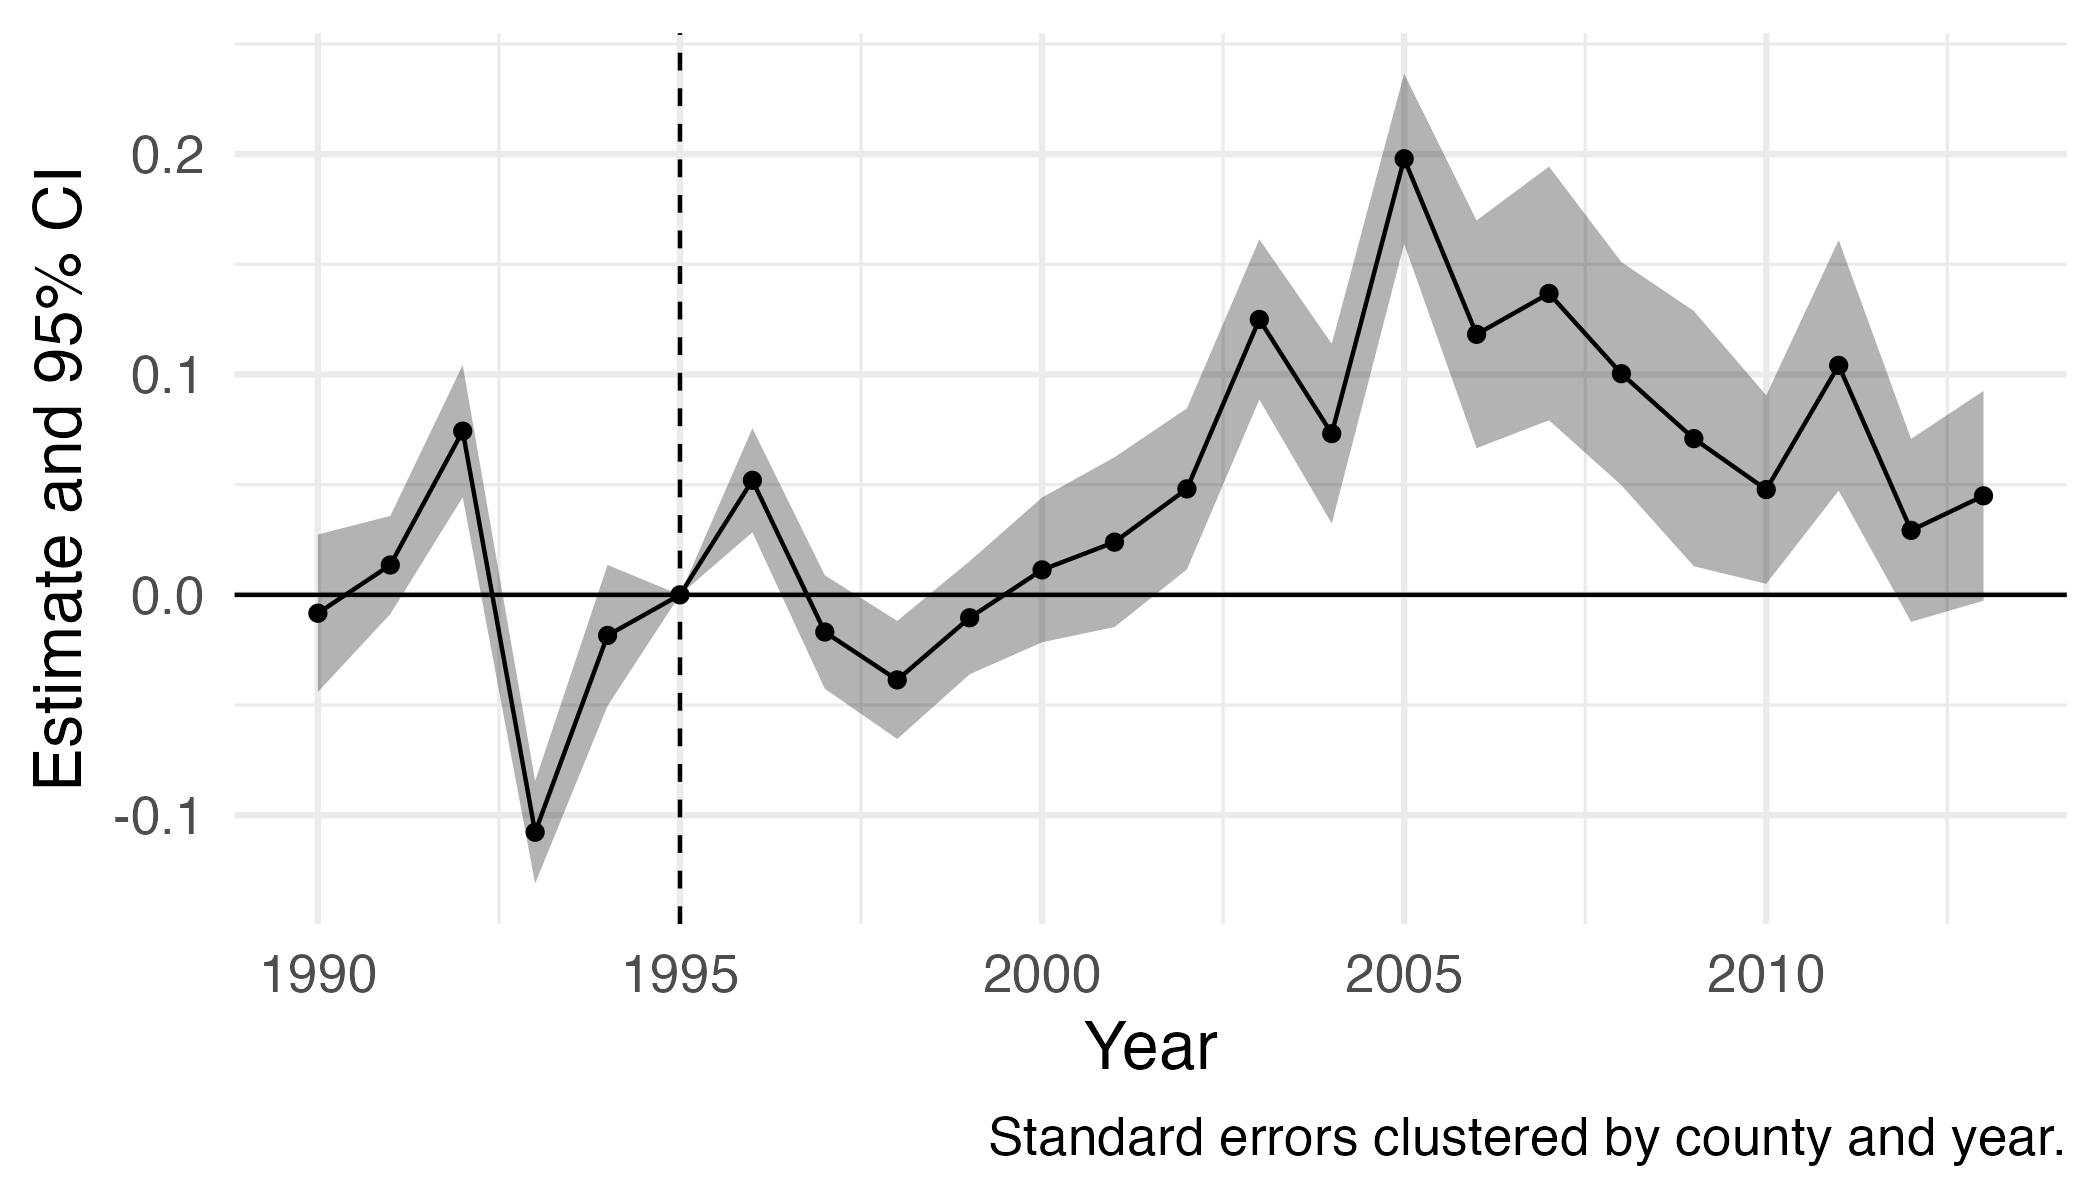 Estimate and 95% CI
0.2
0.1
0.0
-0.1
1990 1995 2000 2005 2010
Year
Standard errors clustered by county and year.